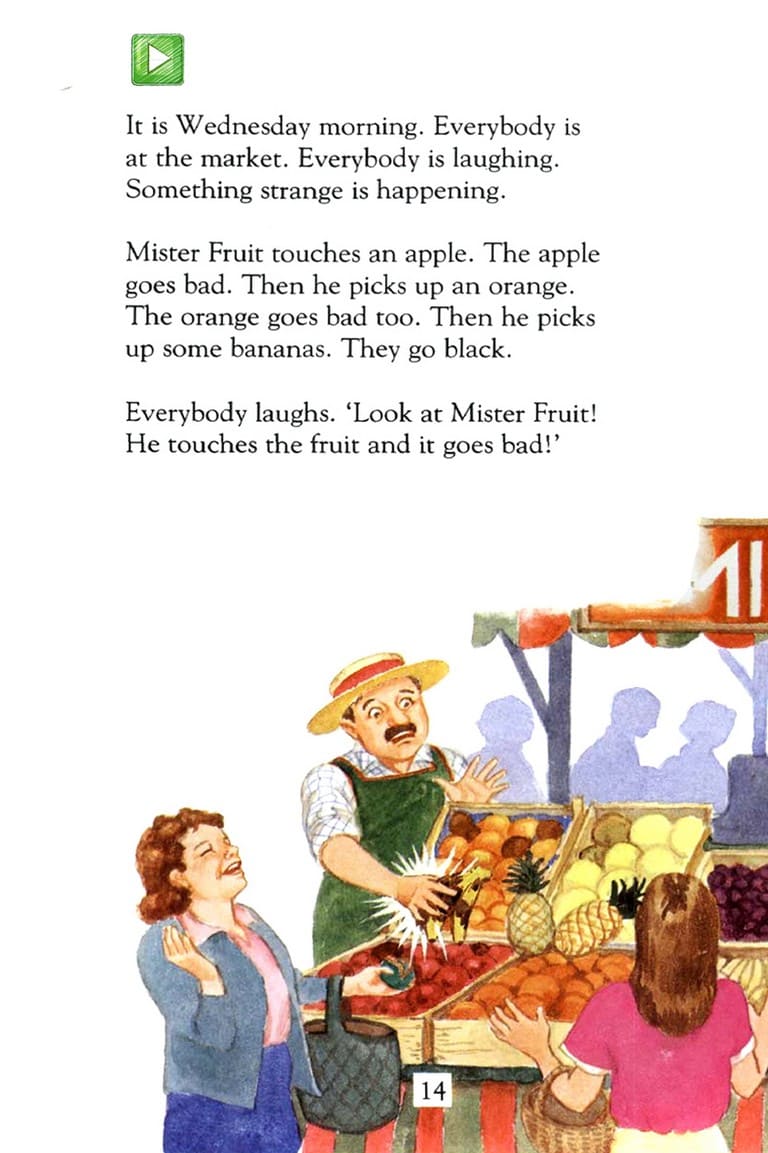 It is Wednesday morning. Everybody is
at the market. Everybody is laughing.
Something strange is happening.
Mister Fruit touches an apple. The apple
goes bad. Then he picks up an orange.
The orange goes bad too. Then he picks
up some bananas. They go black.
Everybody laughs. ‘Look at Mister Fruit!
He touches the fruit and it goes bad!’
MI
14